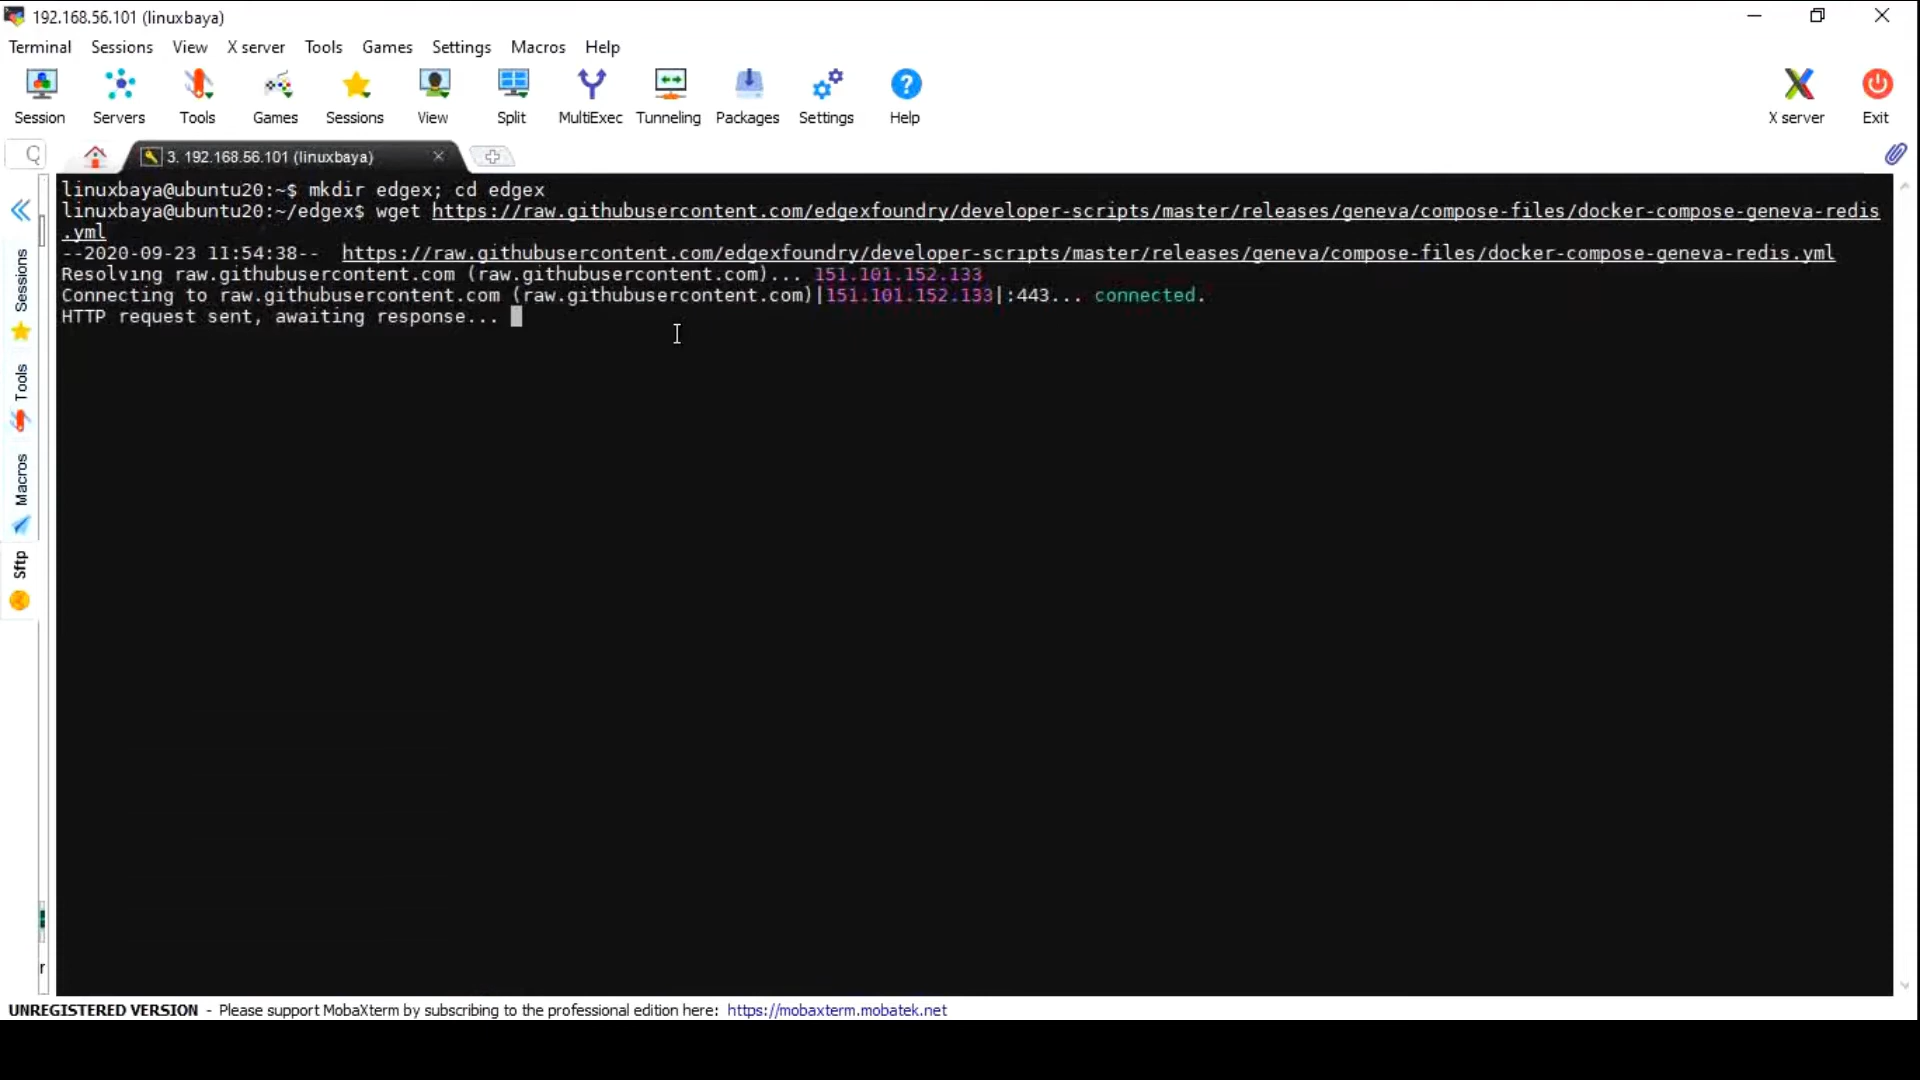 192.168.56.101 (linuxbaya)
Terminal Sessions View X server Tools Games Settings Macros Help
Session Servers Tools Games Sessions View Split MultiExec Tunneling Packages Settings Help X server Exit
3. 192.168.56.101 (linuxbaya)
linuxbaya@ubuntu20:~$ mkdir edgex; cd edgex
linuxbaya@ubuntu20:~/edgex$ wget https://raw.githubusercontent.com/edgexfoundry/developer-scripts/master/releases/geneva/compose-files/docker-compose-geneva-redis
.yml
--2020-09-23 11:54:38-- https://raw.githubusercontent.com/edgexfoundry/developer-scripts/master/releases/geneva/compose-files/docker-compose-geneva-redis.yml
Resolving raw.githubusercontent.com (raw.githubusercontent.com)... 151.101.152.133
Connecting to raw.githubusercontent.com (raw.githubusercontent.com)|151.101.152.133|:443... connected.
HTTP request sent, awaiting response...
Sessions
Tools
Macros
Sftp
r
UNREGISTERED VERSION - Please support MobaXterm by subscribing to the professional edition here: https://mobaxterm.mobatek.net